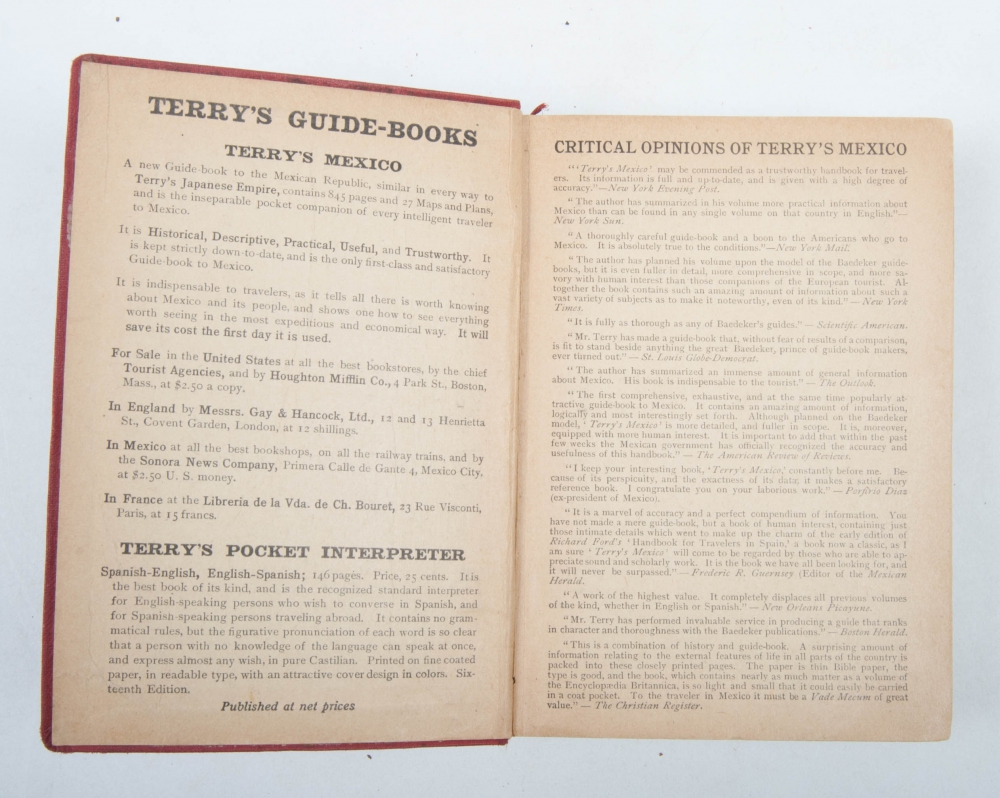 TERRY'S GUIDE-BOOKS
TERRY'S MEXICO
A new Guide-book to the Mexican Republic, similar in every way to
Terry's Japanese Empire, contains 845 pages and 27 Maps and Plans,
and is the inseparable pocket companion of every intelligent traveler
to Mexico.
It is Historical, Descriptive, Practical, Useful, and Trustworthy. It
is kept strictly down-to-date, and is the only first-class and satisfactory
Guide-book to Mexico.
It is indispensable to travelers, as it tells all there is worth knowing
about Mexico and its people, and shows one how to see everything
worth seeing in the most expeditious and economical way. It will
save its cost the first day it is used.
For Sale in the United States at all the best bookstores, by the chief
Tourist Agencies, and by Houghton Mifflin Co., 4 Park St., Boston,
Mass., at $2.50 a copy.
In England by Messrs. Gay & Hancock, Ltd., 12 and 13 Henrietta
St., Covent Garden, London, at 12 shillings.
In Mexico at all the best bookshops, on all the railway trains, and by
the Sonora News Company, Primera Calle de Gante 4, Mexico City,
at $2.50 U. S. money.
In France at the Libreria de la Vda. de Ch. Bouret, 23 Rue Visconti,
Paris, at 15 francs.
TERRY'S POCKET INTERPRETER
Spanish-English, English-Spanish; 146 pages. Price, 25 cents. It is
the best book of its kind, and is the recognized standard interpreter
for English-speaking persons who wish to converse in Spanish, and
for Spanish-speaking persons traveling abroad. It contains no gram-
matical rules, but the figurative pronunciation of each word is so clear
that a person with no knowledge of the language can speak at once,
and express almost any wish, in pure Castilian. Printed on fine coated
paper, in readable type, with an attractive cover design in colors. Six-
teenth Edition.
Published at net prices
CRITICAL OPINIONS OF TERRY'S MEXICO
"'Terry's Mexico' may be commended as a trustworthy handbook for travel-
ers. Its information is full and up-to-date, and is given with a high degree of
accuracy."—New York Evening Post.
"The author has summarized in his volume more practical information about
Mexico than can be found in any single volume on that country in English."—
New York Sun.
"A thoroughly careful guide-book and a boon to the Americans who go to
Mexico. It is absolutely true to the conditions."—New York Mail.
"The author has planned his volume upon the model of the Baedeker guide-
books, but it is even fuller in detail, more comprehensive in scope, and more sa-
vory with human interest than those companions of the European tourist. Al-
together the book contains such an amazing amount of information about such a
vast variety of subjects as to make it noteworthy, even of its kind." — New York
Times.
"It is fully as thorough as any of Baedeker's guides." — Scientific American.
"Mr. Terry has made a guide-book that, without fear of results of a comparison,
is fit to stand beside anything the great Baedeker, prince of guide-book makers,
ever turned out." — St. Louis Globe-Democrat.
"The author has summarized an immense amount of general information
about Mexico. His book is indispensable to the tourist." — The Outlook.
"The first comprehensive, exhaustive, and at the same time popularly at-
tractive guide-book to Mexico. It contains an amazing amount of information,
logically and most interestingly set forth. Although planned on the Baedeker
model, 'Terry's Mexico' is more detailed, and fuller in scope. It is, moreover,
equipped with more human interest. It is important to add that within the past
few weeks the Mexican government has officially recognized the accuracy and
usefulness of this handbook." — The American Review of Reviews.
"I keep your interesting book, 'Terry's Mexico,' constantly before me. Be-
cause of its perspicuity, and the exactness of its data, it makes a satisfactory
reference book. I congratulate you on your laborious work." — Porfirio Diaz
(ex-president of Mexico).
"It is a marvel of accuracy and a perfect compendium of information. You
have not made a mere guide-book, but a book of human interest, containing just
those intimate details which went to make up the charm of the early edition of
Richard Ford's 'Handbook for Travelers in Spain,' a book now a classic, as I
am sure 'Terry's Mexico' will come to be regarded by those who are able to ap-
preciate sound and scholarly work. It is the book we have all been looking for, and
it will never be surpassed." — Frederic R. Guernsey (Editor of the Mexican
Herald.
"A work of the highest value. It completely displaces all previous volumes
of the kind, whether in English or Spanish." — New Orleans Picayune.
"Mr. Terry has performed invaluable service in producing a guide that ranks
in character and thoroughness with the Baedeker publications." — Boston Herald.
"This is a combination of history and guide-book. A surprising amount of
information relating to the external features of life in all parts of the country is
packed into these closely printed pages. The paper is thin Bible paper, the
type is good, and the book, which contains nearly as much matter as a volume of
the Encyclopædia Britannica, is so light and small that it could easily be carried
in a coat pocket. To the traveler in Mexico it must be a Vade Mecum of great
value." — The Christian Register.